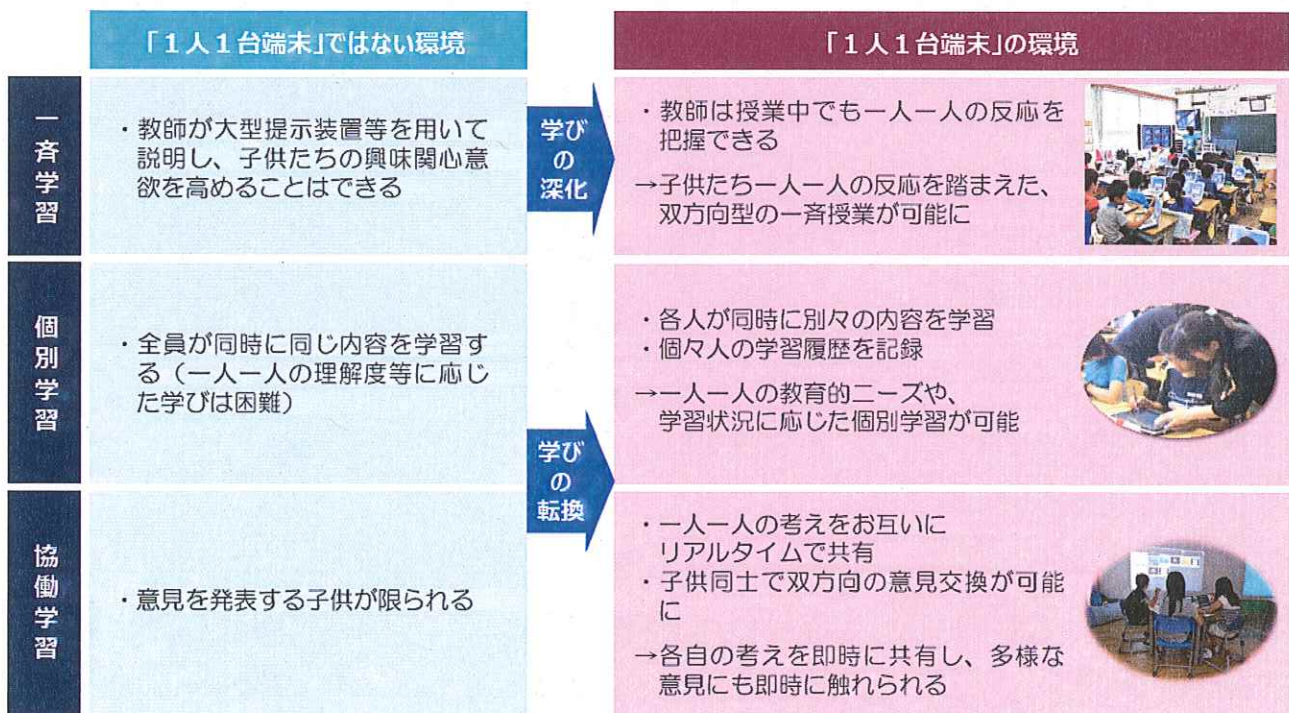 「1人1台端末」ではない環境
「1人1台端末」の環境
一斉学習
・教師が大型提示装置等を用いて
説明し、子供たちの興味関心意
欲を高めることはできる
学び
の
深化
・教師は授業中でも一人一人の反応を
把握できる
→子供たち一人一人の反応を踏まえた、
双方向型の一斉授業が可能に
個別学習
・全員が同時に同じ内容を学習す
る（一人一人の理解度等に応じ
た学びは困難）
学び
の
転換
・各人が同時に別々の内容を学習
・個々人の学習履歴を記録
→一人一人の教育的ニーズや、
学習状況に応じた個別学習が可能
協働学習
・意見を発表する子供が限られる
・一人一人の考えをお互いに
リアルタイムで共有
・子供同士で双方向の意見交換が可能
に
→各自の考えを即時に共有し、多様な
意見にも即時に触れられる